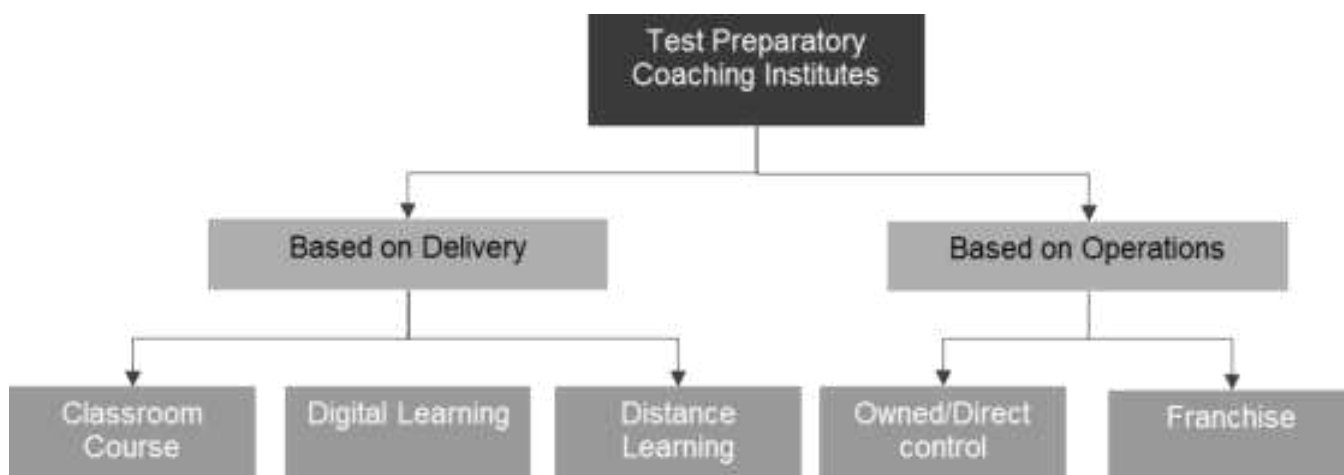 Test Preparatory
Coaching Institutes
Based on Delivery
Based on Operations
Classroom
Course
Digital Learning
Distance
Learning
Owned/Direct
control
Franchise